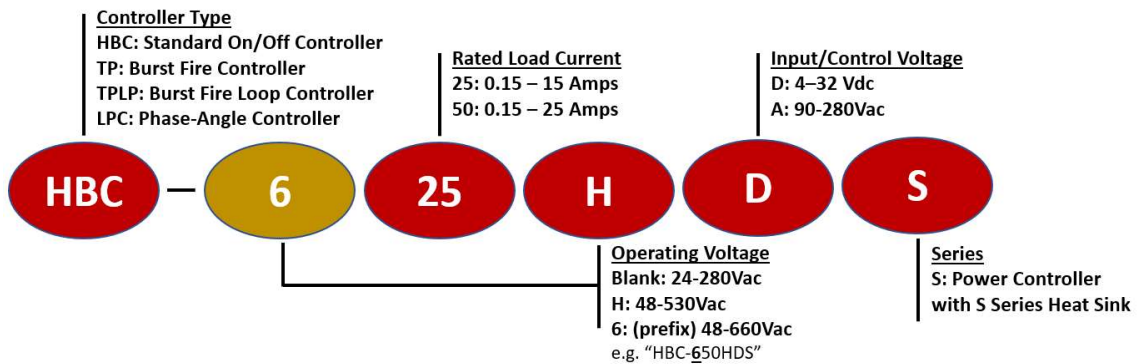 Controller Type
HBC: Standard On/Off Controller
TP: Burst Fire Controller
TPLP: Burst Fire Loop Controller
LPC: Phase-Angle Controller
Rated Load Current
25: 0.15 – 15 Amps
50: 0.15 – 25 Amps
Input/Control Voltage
D: 4–32 Vdc
A: 90-280Vac
HBC – 6 25 H D S
Operating Voltage
Blank: 24-280Vac
H: 48-530Vac
6: (prefix) 48-660Vac
e.g. “HBC-650HDS”
Series
S: Power Controller
with S Series Heat Sink